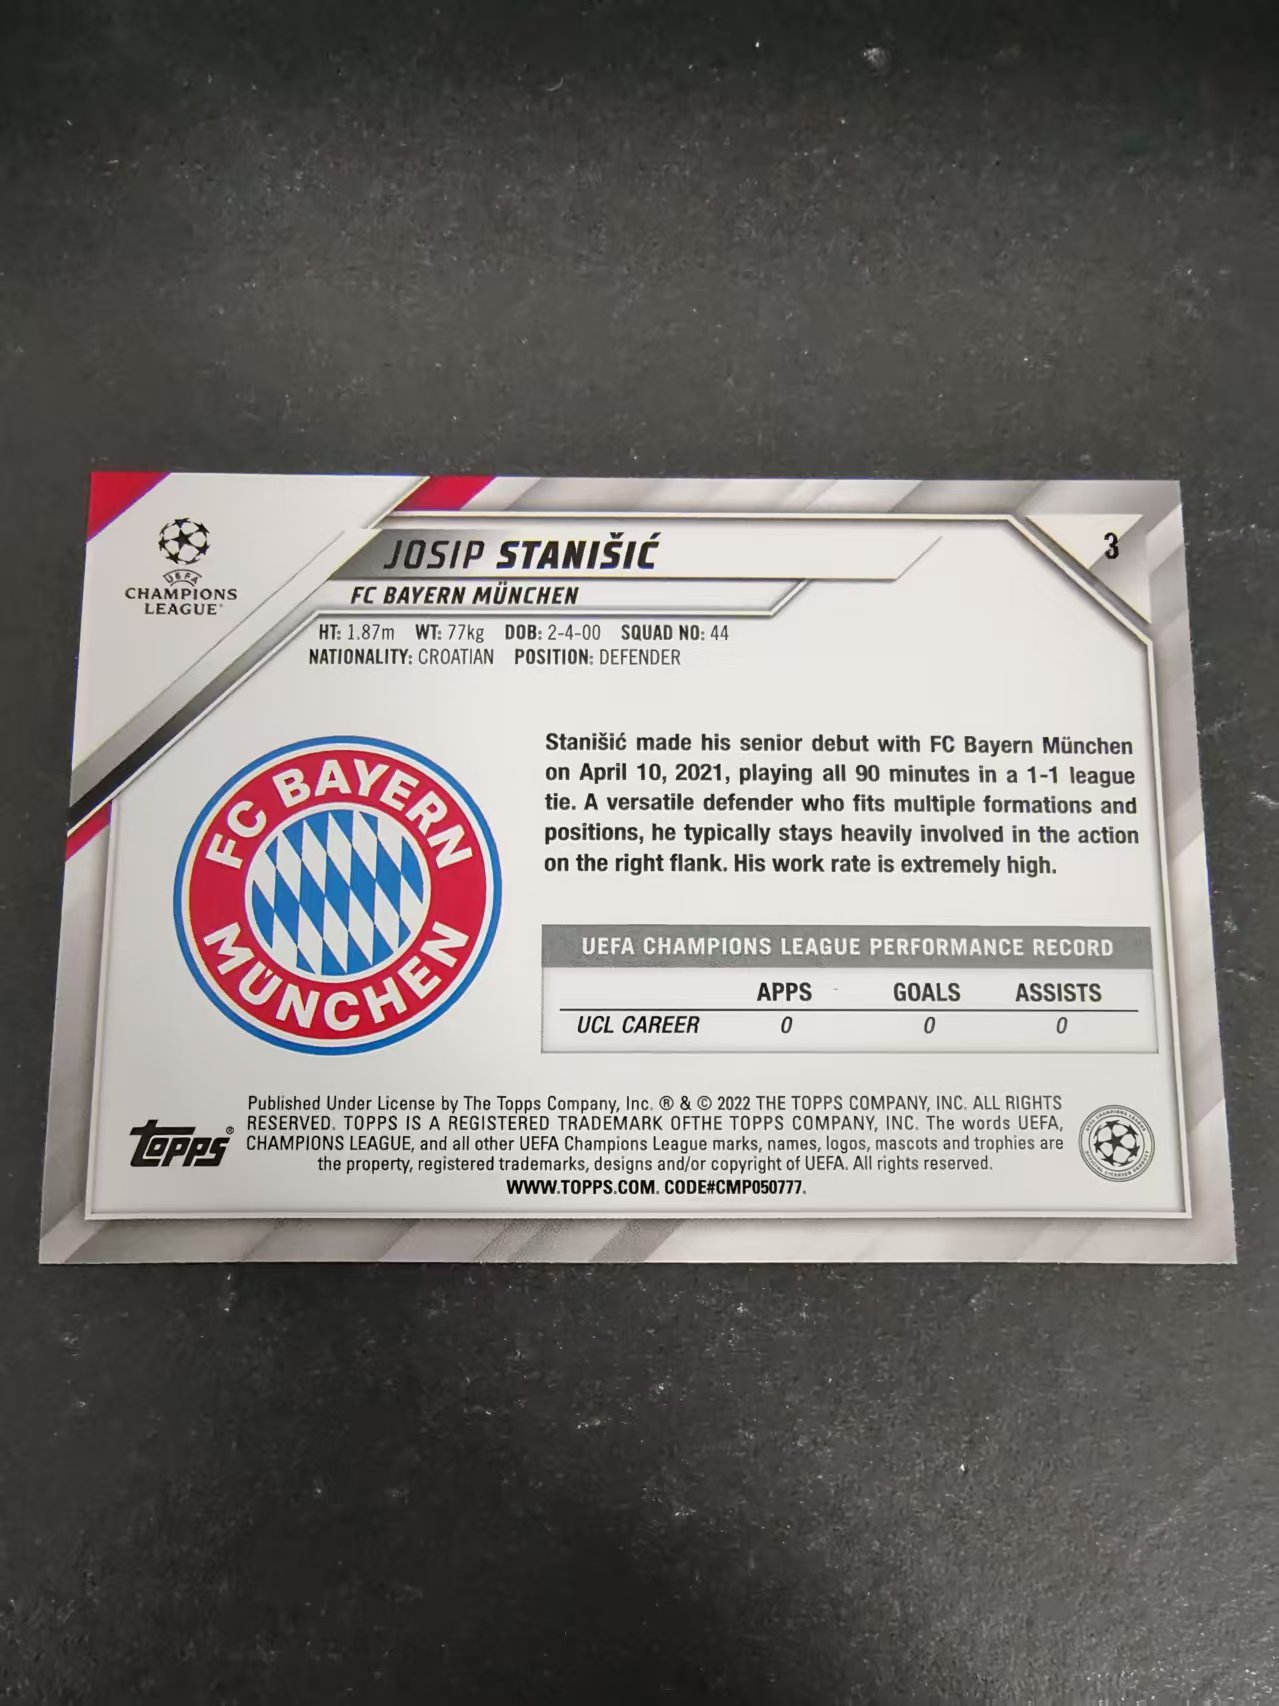 3
JOSIP STANIŠIĆ
UEFA
CHAMPIONS
LEAGUE®
FC BAYERN MÜNCHEN
HT: 1.87m WT: 77kg DOB: 2-4-00 SQUAD NO: 44
NATIONALITY: CROATIAN POSITION: DEFENDER
FC BAYERN
MÜNCHEN
Stanišić made his senior debut with FC Bayern München
on April 10, 2021, playing all 90 minutes in a 1-1 league
tie. A versatile defender who fits multiple formations and
positions, he typically stays heavily involved in the action
on the right flank. His work rate is extremely high.
UEFA CHAMPIONS LEAGUE PERFORMANCE RECORD
APPS GOALS ASSISTS
UCL CAREER 0 0 0
Topps®
Published Under License by The Topps Company, Inc. ® & © 2022 THE TOPPS COMPANY, INC. ALL RIGHTS
RESERVED. TOPPS IS A REGISTERED TRADEMARK OFTHE TOPPS COMPANY, INC. The words UEFA,
CHAMPIONS LEAGUE, and all other UEFA Champions League marks, names, logos, mascots and trophies are
the property, registered trademarks, designs and/or copyright of UEFA. All rights reserved.
WWW.TOPPS.COM. CODE#CMP050777.